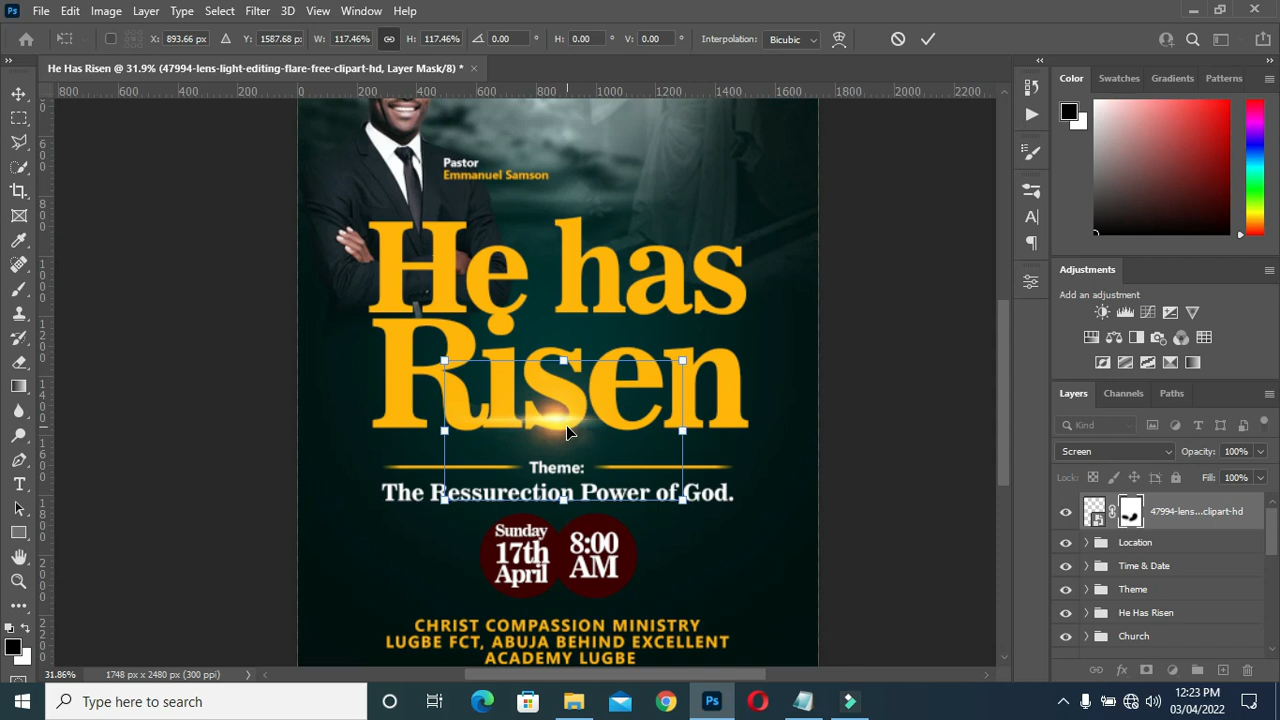 File Edit Image Layer Type Select Filter 3D View Window Help
X: 893.66 px Y: 1587.68 px W: 117.46% H: 117.46% 0.00 ° H: 0.00 ° V: 0.00 ° Interpolation: Bicubic
He Has Risen @ 31.9% (47994-lens-light-editing-flare-free-clipart-hd, Layer Mask/8) *
800 600 400 200 0 200 400 600 800 1000 1200 1400 1600 1800 2000 2200
Pastor
Emmanuel Samson
He has
Risen
Theme:
The Ressurection Power of God.
Sunday
17th
April
8:00
AM
CHRIST COMPASSION MINISTRY
LUGBE FCT, ABUJA BEHIND EXCELLENT
ACADEMY LUGBE
Color Swatches Gradients Patterns
Adjustments
Add an adjustment
Layers Channels Paths
Kind
Screen Opacity: 100%
Lock: Fill: 100%
47994-lens...clipart-hd
Location
Time & Date
Theme
He Has Risen
Church
31.86% 1748 px x 2480 px (300 ppi)
Type here to search
12:23 PM
03/04/2022